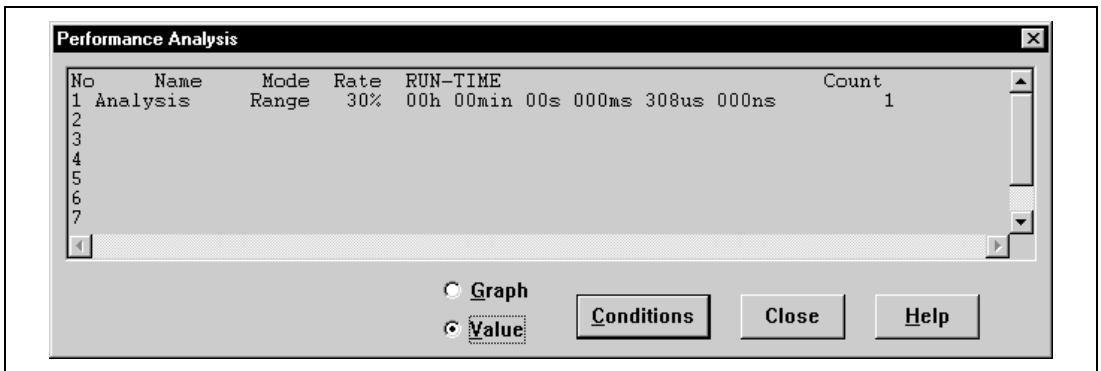 Performance Analysis
No Name Mode Rate RUN-TIME Count
1 Analysis Range 30% 00h 00min 00s 000ms 308us 000ns 1
2
3
4
5
6
7
Graph
Value
Conditions
Close
Help